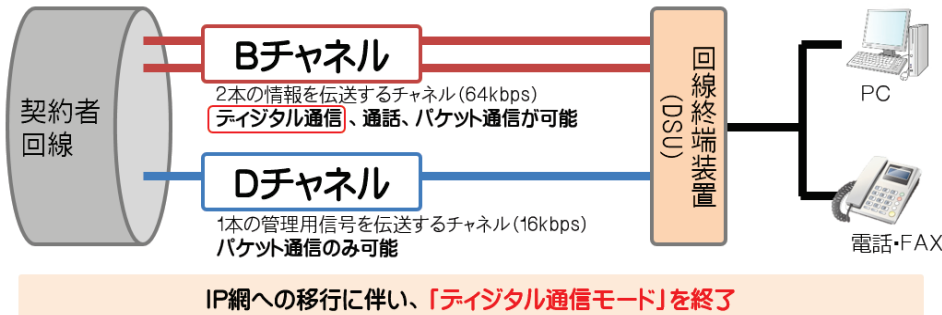 契約者
回線
Bチャネル
2本の情報を伝送するチャネル(64kbps)
ディジタル通信、通話、パケット通信が可能
Dチャネル
1本の管理用信号を伝送するチャネル(16kbps)
パケット通信のみ可能
回線終端装置
(DSU)
PC
電話・FAX
IP網への移行に伴い、「ディジタル通信モード」を終了